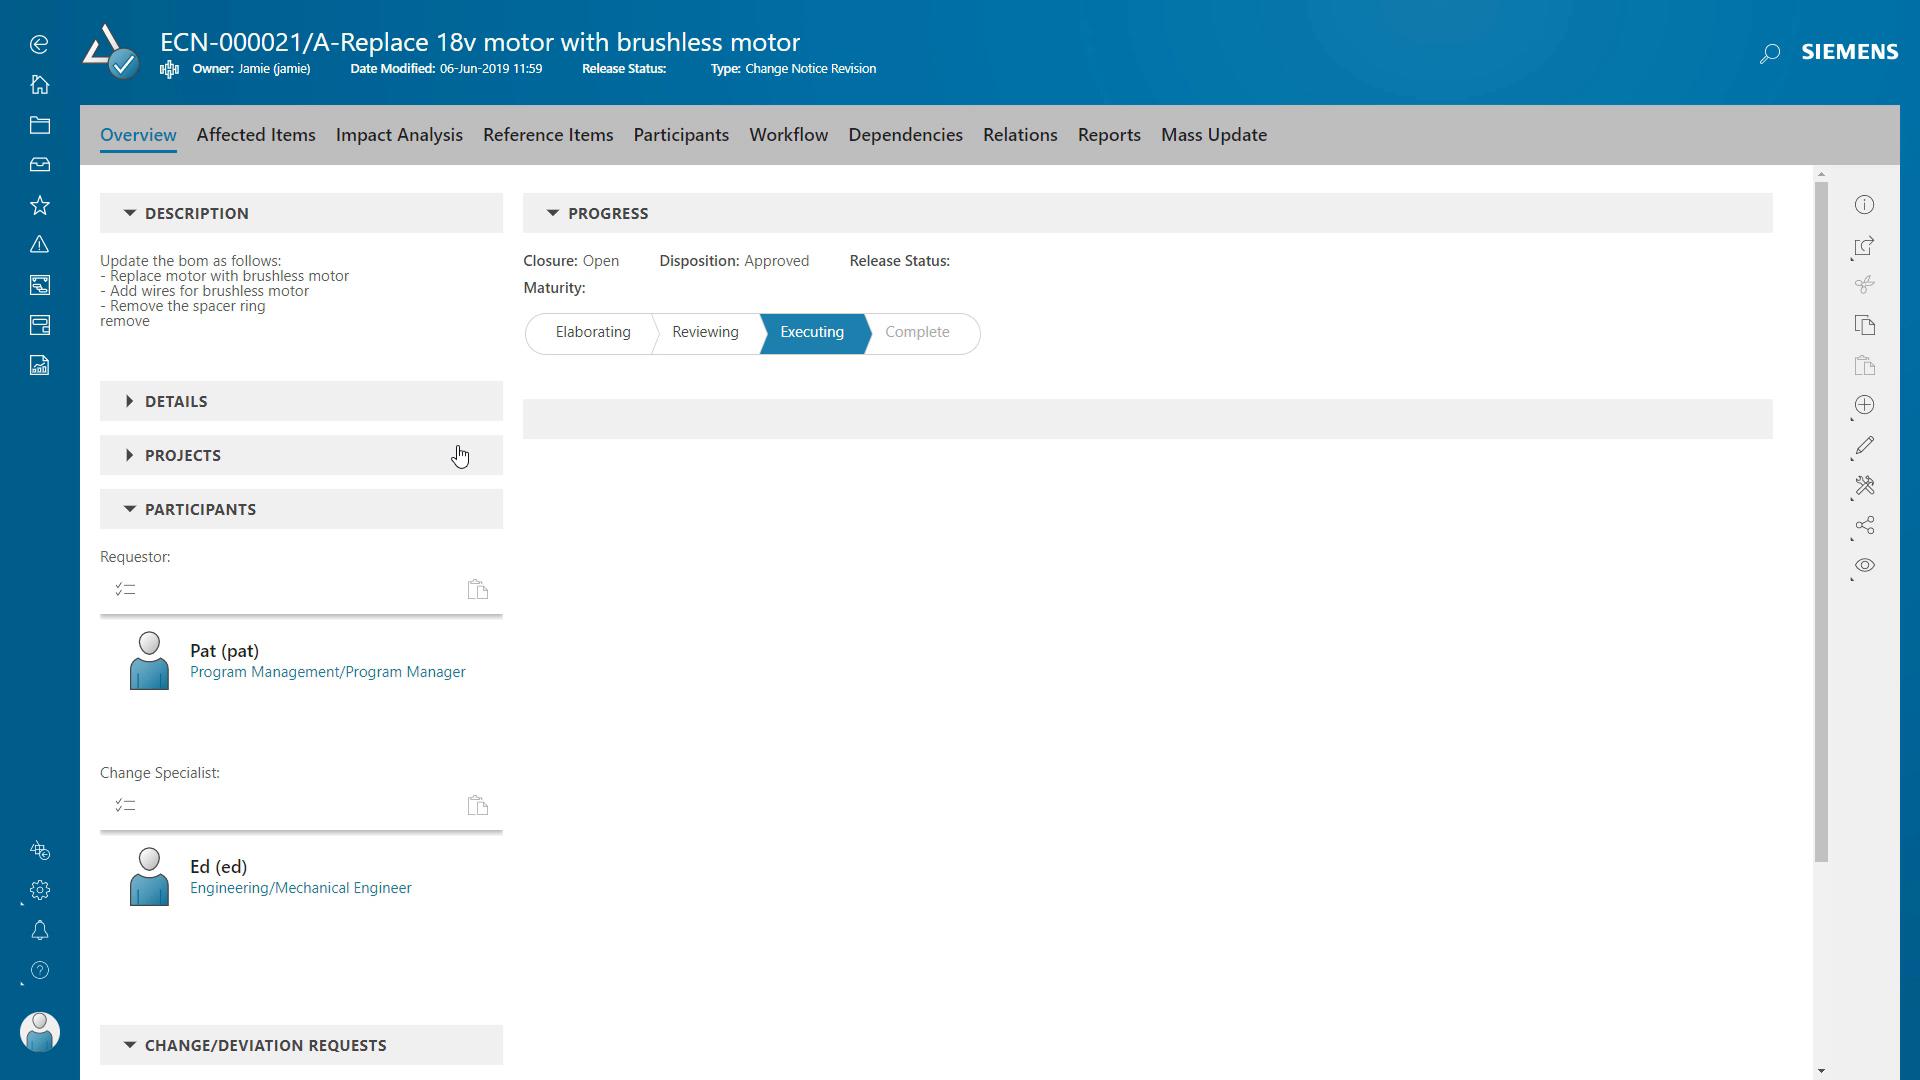 ECN-000021/A-Replace 18v motor with brushless motor
Owner: Jamie (jamie) Date Modified: 06-Jun-2019 11:59 Release Status: Type: Change Notice Revision
SIEMENS
Overview Affected Items Impact Analysis Reference Items Participants Workflow Dependencies Relations Reports Mass Update
DESCRIPTION
Update the bom as follows:
- Replace motor with brushless motor
- Add wires for brushless motor
- Remove the spacer ring
remove
DETAILS
PROJECTS
PARTICIPANTS
Requestor:
Pat (pat)
Program Management/Program Manager
Change Specialist:
Ed (ed)
Engineering/Mechanical Engineer
CHANGE/DEVIATION REQUESTS
PROGRESS
Closure: Open Disposition: Approved Release Status:
Maturity:
Elaborating Reviewing Executing Complete